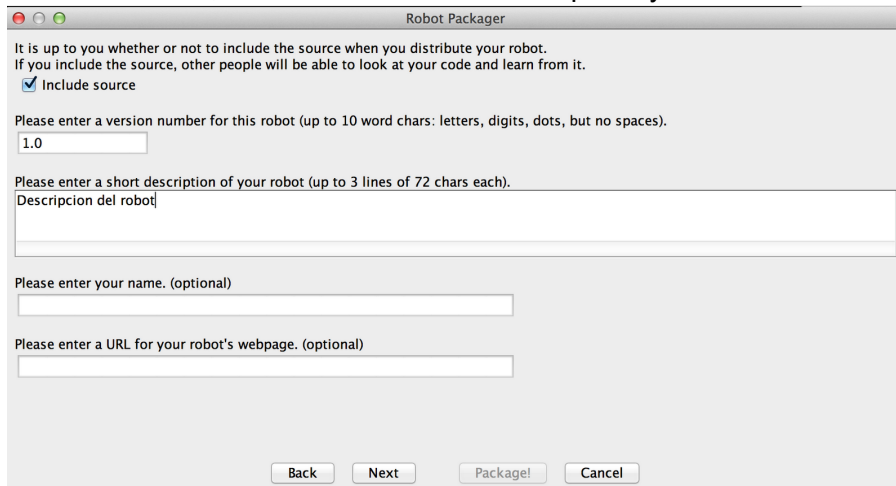 Robot Packager
It is up to you whether or not to include the source when you distribute your robot.
If you include the source, other people will be able to look at your code and learn from it.
Include source
Please enter a version number for this robot (up to 10 word chars: letters, digits, dots, but no spaces).
1.0
Please enter a short description of your robot (up to 3 lines of 72 chars each).
Descripcion del robot
Please enter your name. (optional)
Please enter a URL for your robot's webpage. (optional)
Back Next Package! Cancel